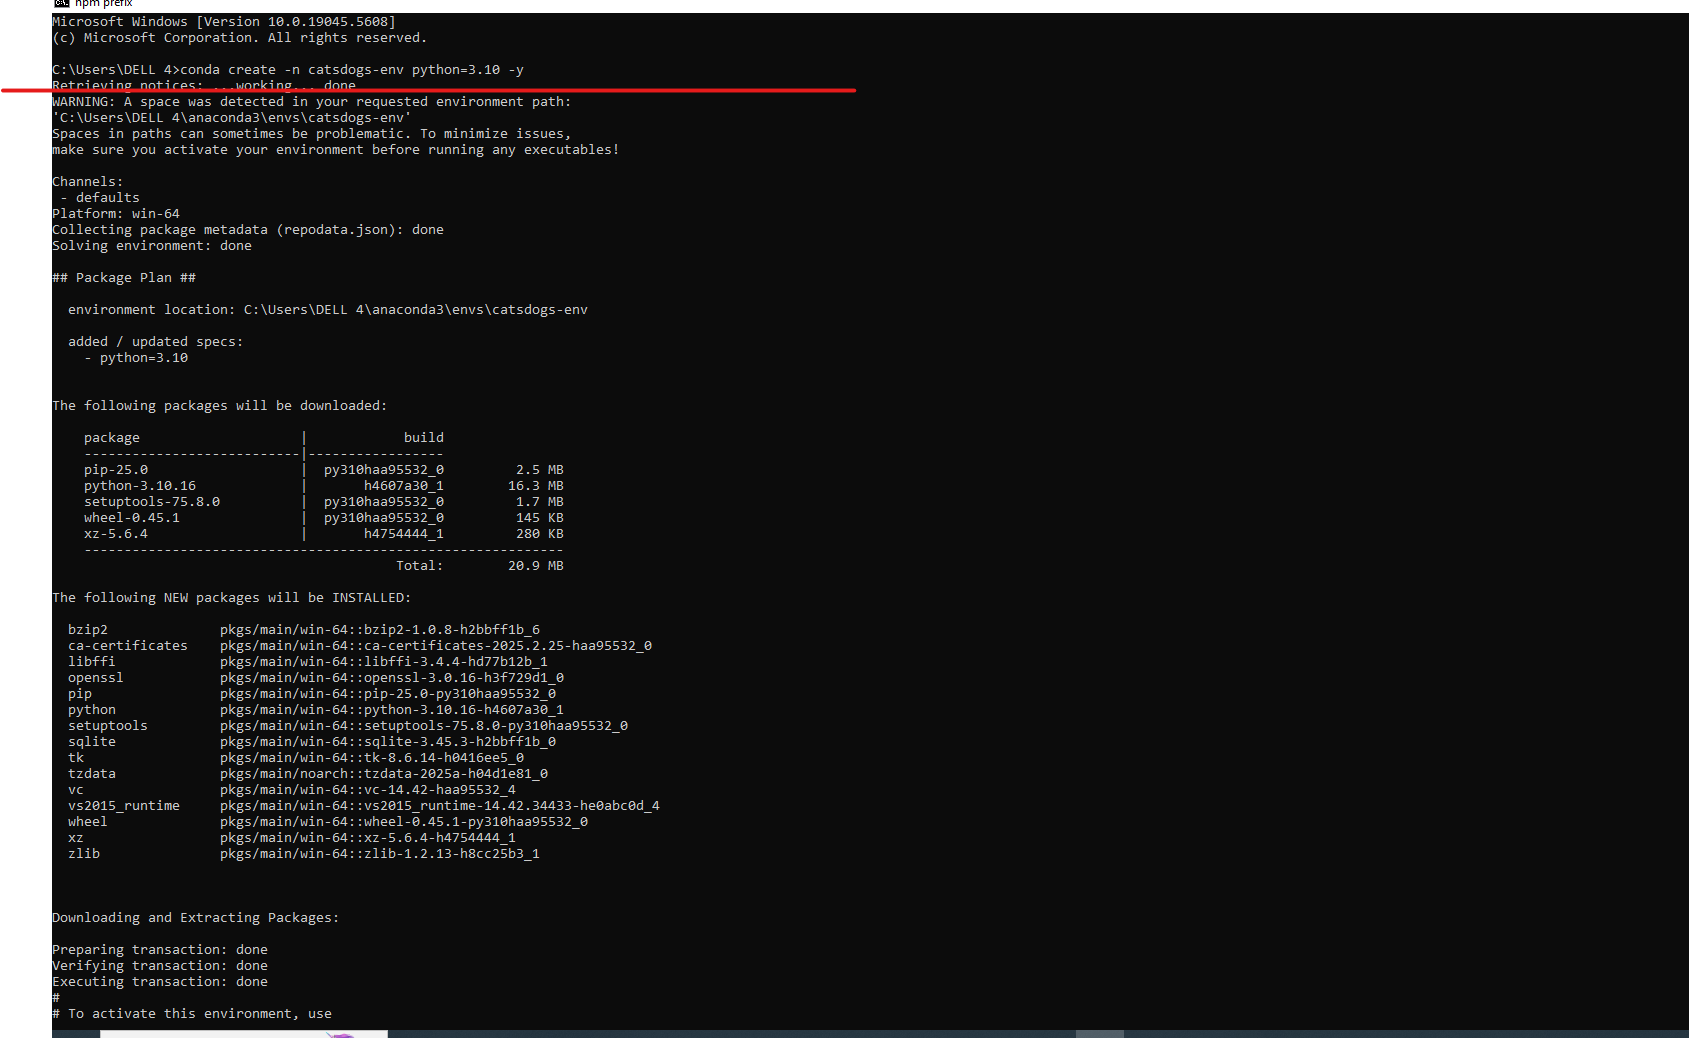 npm prefix
Microsoft Windows [Version 10.0.19045.5608]
(c) Microsoft Corporation. All rights reserved.
C:\Users\DELL 4>conda create -n catsdogs-env python=3.10 -y
Retrieving notices: ...working... done
WARNING: A space was detected in your requested environment path:
'C:\Users\DELL 4\anaconda3\envs\catsdogs-env'
Spaces in paths can sometimes be problematic. To minimize issues,
make sure you activate your environment before running any executables!
Channels:
 - defaults
Platform: win-64
Collecting package metadata (repodata.json): done
Solving environment: done
## Package Plan ##
  environment location: C:\Users\DELL 4\anaconda3\envs\catsdogs-env
  added / updated specs:
    - python=3.10
The following packages will be downloaded:
    package                    |            build
    ---------------------------|-----------------
    pip-25.0                   |  py310haa95532_0         2.5 MB
    python-3.10.16             |       h4607a30_1        16.3 MB
    setuptools-75.8.0          |  py310haa95532_0         1.7 MB
    wheel-0.45.1               |  py310haa95532_0         145 KB
    xz-5.6.4                   |       h4754444_1         280 KB
    ------------------------------------------------------------
                                           Total:        20.9 MB
The following NEW packages will be INSTALLED:
  bzip2              pkgs/main/win-64::bzip2-1.0.8-h2bbff1b_6
  ca-certificates    pkgs/main/win-64::ca-certificates-2025.2.25-haa95532_0
  libffi             pkgs/main/win-64::libffi-3.4.4-hd77b12b_1
  openssl            pkgs/main/win-64::openssl-3.0.16-h3f729d1_0
  pip                pkgs/main/win-64::pip-25.0-py310haa95532_0
  python             pkgs/main/win-64::python-3.10.16-h4607a30_1
  setuptools         pkgs/main/win-64::setuptools-75.8.0-py310haa95532_0
  sqlite             pkgs/main/win-64::sqlite-3.45.3-h2bbff1b_0
  tk                 pkgs/main/win-64::tk-8.6.14-h0416ee5_0
  tzdata             pkgs/main/noarch::tzdata-2025a-h04d1e81_0
  vc                 pkgs/main/win-64::vc-14.42-haa95532_4
  vs2015_runtime     pkgs/main/win-64::vs2015_runtime-14.42.34433-he0abc0d_4
  wheel              pkgs/main/win-64::wheel-0.45.1-py310haa95532_0
  xz                 pkgs/main/win-64::xz-5.6.4-h4754444_1
  zlib               pkgs/main/win-64::zlib-1.2.13-h8cc25b3_1
Downloading and Extracting Packages:
Preparing transaction: done
Verifying transaction: done
Executing transaction: done
#
# To activate this environment, use